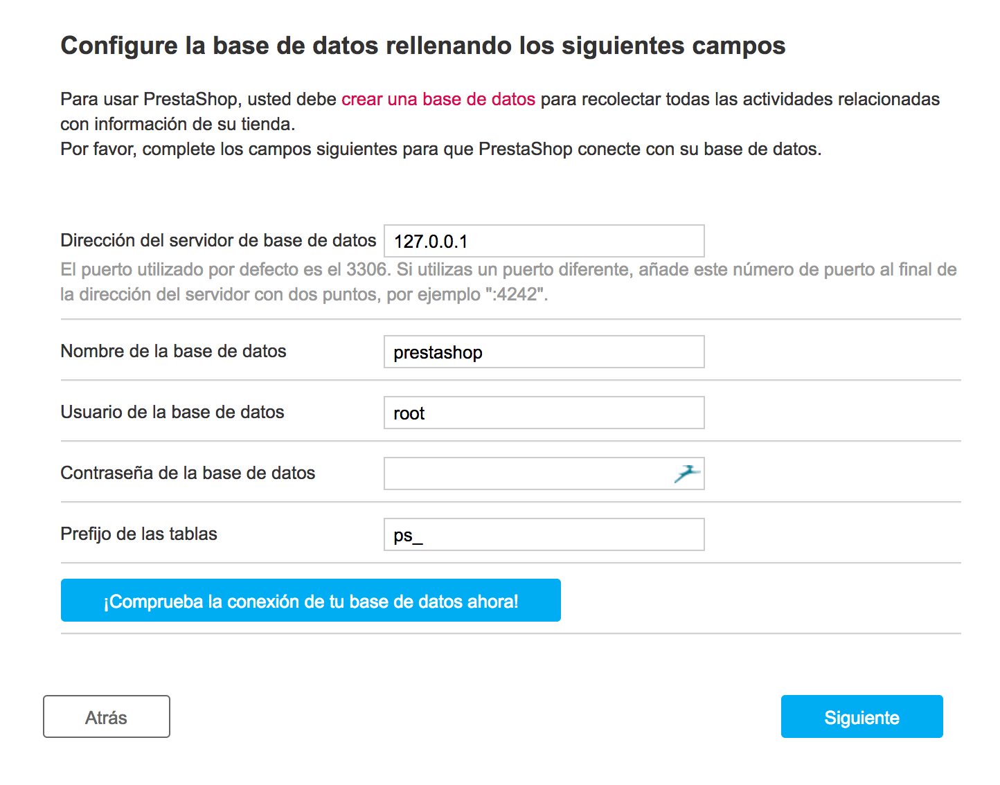 Configure la base de datos rellenando los siguientes campos
Para usar PrestaShop, usted debe crear una base de datos para recolectar todas las actividades relacionadas
con información de su tienda.
Por favor, complete los campos siguientes para que PrestaShop conecte con su base de datos.
Dirección del servidor de base de datos 127.0.0.1
El puerto utilizado por defecto es el 3306. Si utilizas un puerto diferente, añade este número de puerto al final de
la dirección del servidor con dos puntos, por ejemplo ":4242".
Nombre de la base de datos prestashop
Usuario de la base de datos root
Contraseña de la base de datos
Prefijo de las tablas ps_
¡Comprueba la conexión de tu base de datos ahora!
Atrás Siguiente